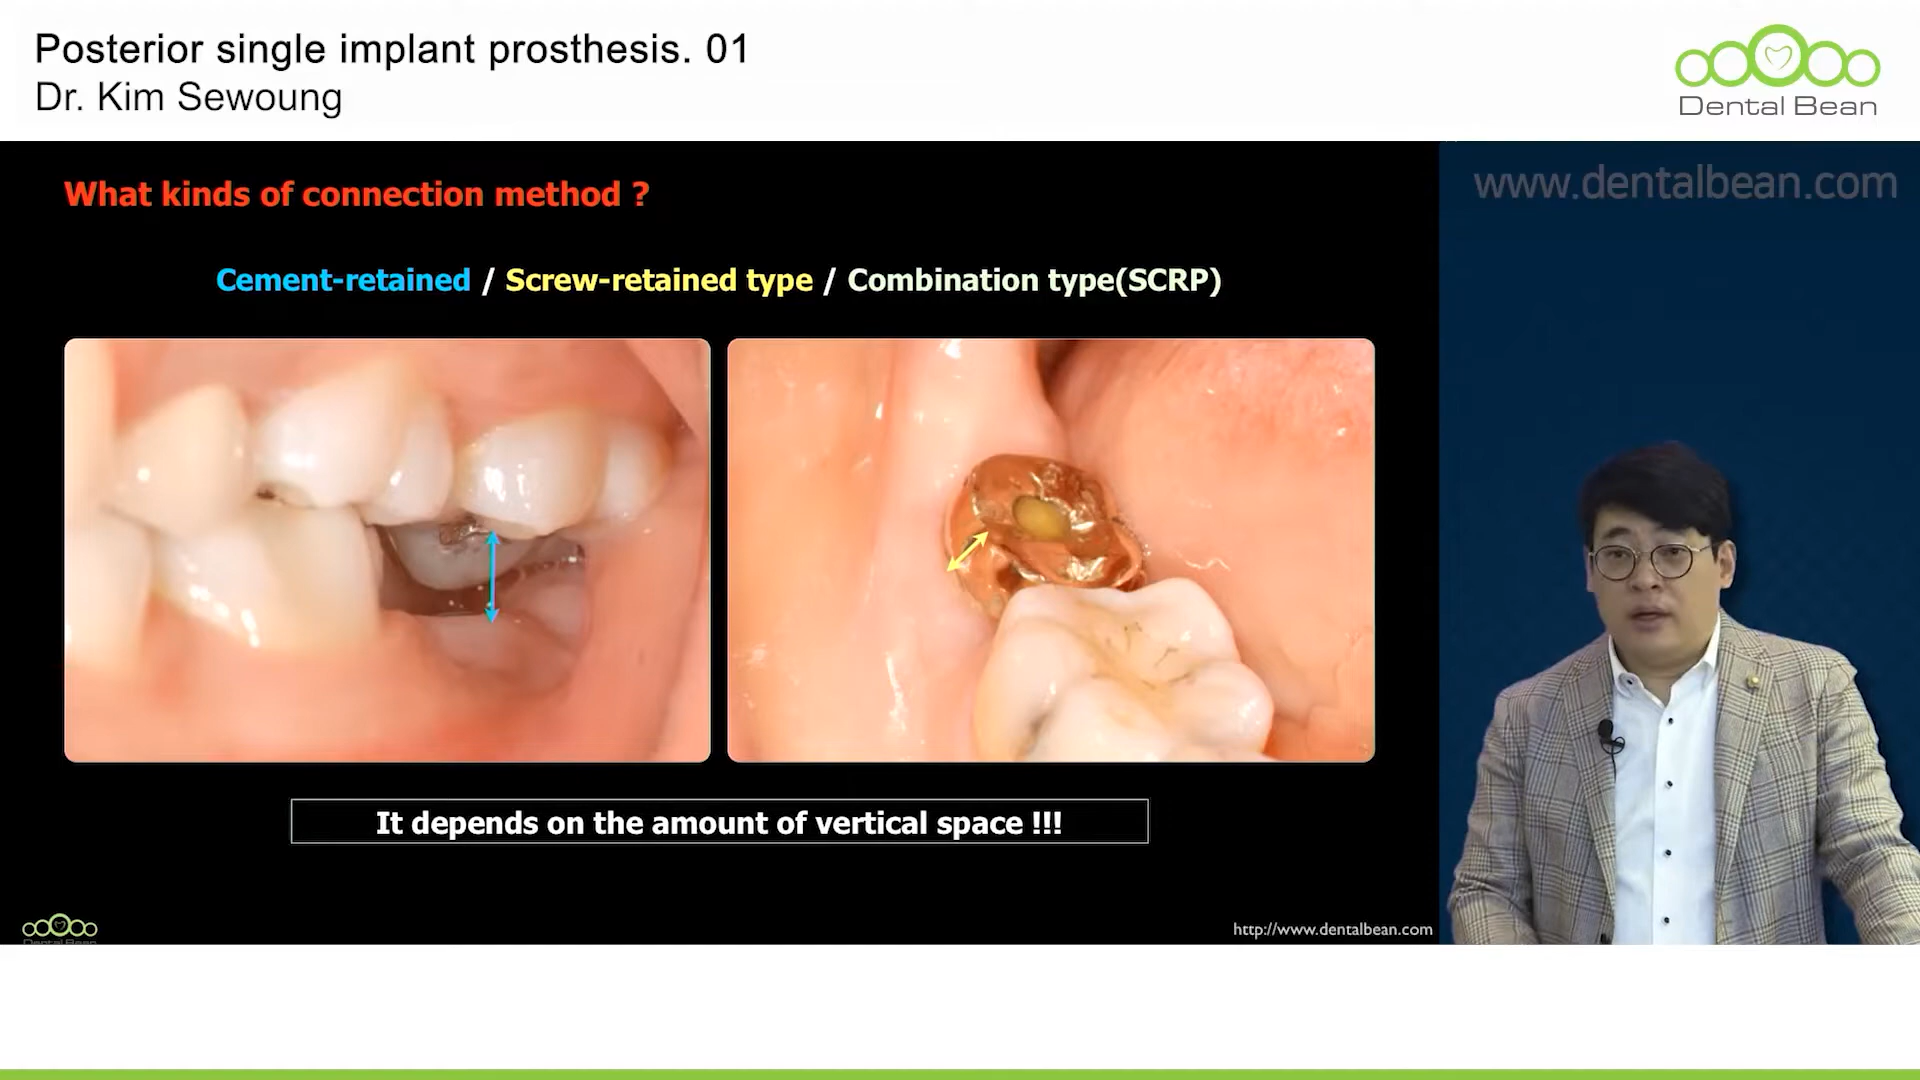 Posterior single implant prosthesis. 01
Dr. Kim Sewoung
Dental Bean
www.dentalbean.com
What kinds of connection method ?
Cement-retained / Screw-retained type / Combination type(SCRP)
It depends on the amount of vertical space !!!
Dental Bean
http://www.dentalbean.com